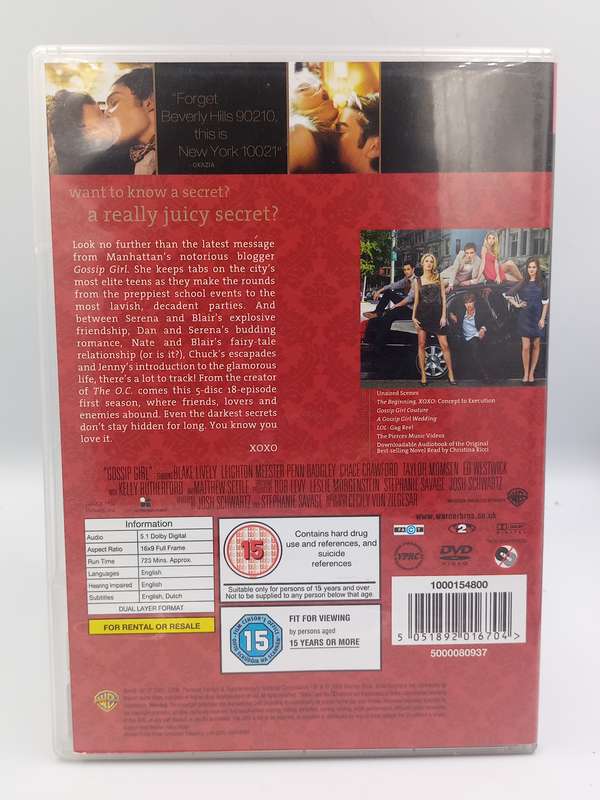 "Forget
Beverly Hills 90210,
this is
New York 10021"
- GRAZIA
want to know a secret?
a really juicy secret?
Look no further than the latest message
from Manhattan's notorious blogger
Gossip Girl. She keeps tabs on the city's
most elite teens as they make the rounds
from the preppiest school events to the
most lavish, decadent parties. And
between Serena and Blair's explosive
friendship, Dan and Serena's budding
romance, Nate and Blair's fairy-tale
relationship (or is it?), Chuck's escapades
and Jenny's introduction to the glamorous
life, there's a lot to track! From the creator
of The O.C. comes this 5-disc 18-episode
first season, where friends, lovers and
enemies abound. Even the darkest secrets
don't stay hidden for long. You know you
love it.
XOXO
Unaired Scenes
The Beginning, XOXO: Concept to Execution
Gossip Girl Couture
A Gossip Girl Wedding
LOL: Gag Reel
The Pierces Music Videos
Downloadable Audiobook of the Original
Best-selling Novel Read by Christina Ricci
"GOSSIP GIRL" STARRING BLAKE LIVELY LEIGHTON MEESTER PENN BADGLEY CHACE CRAWFORD TAYLOR MOMSEN ED WESTWICK
WITH KELLY RUTHERFORD AND MATTHEW SETTLE BOB LEVY LESLIE MORGENSTEIN STEPHANIE SAVAGE JOSH SCHWARTZ
JOSH SCHWARTZ & STEPHANIE SAVAGE CECILY VON ZIEGESAR
www.warnerbros.co.uk
Information
Audio 5.1 Dolby Digital
Aspect Ratio 16x9 Full Frame
Run Time 723 Mins. Approx.
Languages English
Hearing Impaired English
Subtitles English, Dutch
DUAL LAYER FORMAT
FOR RENTAL OR RESALE
15
Contains hard drug
use and references, and
suicide
references
Suitable only for persons of 15 years and over
Not to be supplied to any person below that age.
15
FIT FOR VIEWING
by persons aged
15 YEARS OR MORE
FACT
2
VPRC
DVD
VIDEO
1000154800
5 051892 016704 >
5000080937